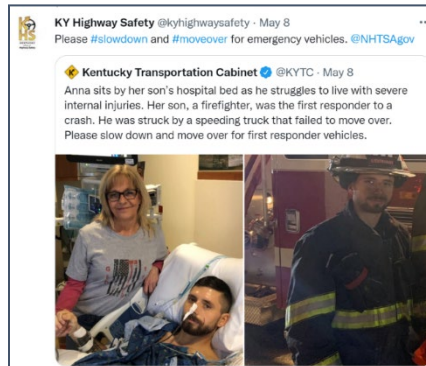 KY Highway Safety @kyhighwaysafety · May 8
Please #slowdown and #moveover for emergency vehicles. @NHTSAgov
Kentucky Transportation Cabinet @KYTC · May 8
Anna sits by her son's hospital bed as he struggles to live with severe
internal injuries. Her son, a firefighter, was the first responder to a
crash. He was struck by a speeding truck that failed to move over.
Please slow down and move over for first responder vehicles.